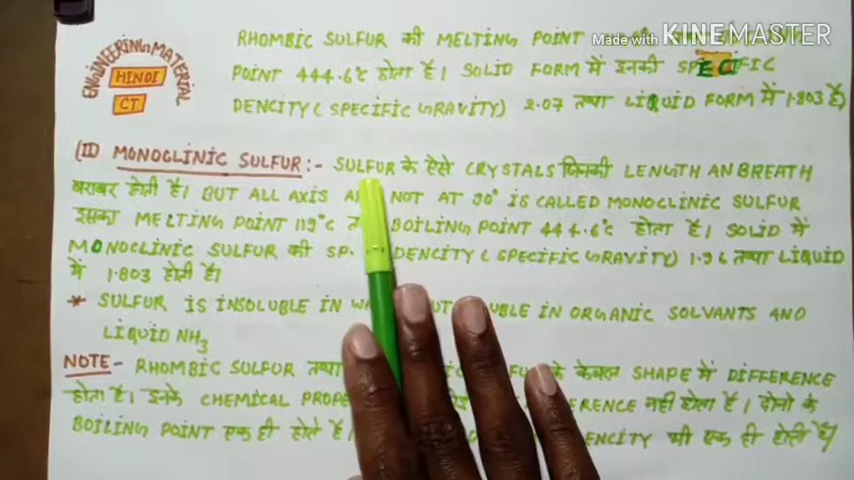 Made with KINEMASTER
ENGINEERING MATERIAL
HINDI
CT
RHOMBIC SULFUR की MELTING POINT
POINT 444.6°C होता है। SOLID FORM में इनकी SPECIFIC
DENCITY (SPECIFIC GRAVITY) 2.07 तथा LIQUID FORM में 1.803 है)
(II) MONOCLINIC SULFUR:- SULFUR के ऐसे CRYSTALS जिनकी LENGTH AN BREATH
बराबर होती है। BUT ALL AXIS NOT AT 90° IS CALLED MONOCLINIC SULFUR
इसका MELTING POINT 119°C BOILING POINT 444.6°C होता है। SOLID में
MONOCLINIC SULFUR की SP. DENCITY (SPECIFIC GRAVITY) 1.96 तथा LIQUID
में 1.803 होती है।
* SULFUR IS INSOLUBLE IN IN ORGANIC SOLVANTS AND
LIQUID NH3
NOTE- RHOMBIC SULFUR तथा के केवल SHAPE में DIFFERENCE
होता है। इनके CHEMICAL नहीं होता है। दोनो के
BOILING POINT एक ही होते है। भी एक ही होती है।